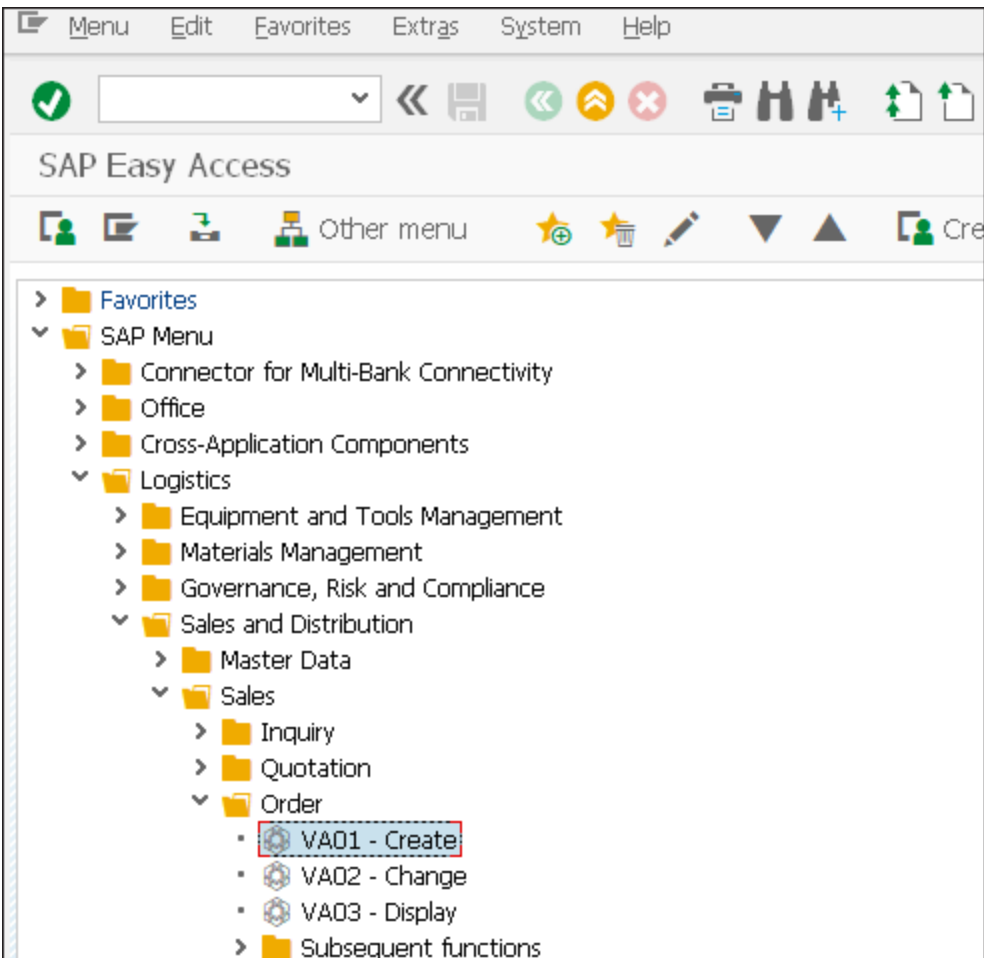 Menu Edit Favorites Extras System Help
SAP Easy Access
Other menu Cre
Favorites
SAP Menu
Connector for Multi-Bank Connectivity
Office
Cross-Application Components
Logistics
Equipment and Tools Management
Materials Management
Governance, Risk and Compliance
Sales and Distribution
Master Data
Sales
Inquiry
Quotation
Order
VA01 - Create
VA02 - Change
VA03 - Display
Subsequent functions